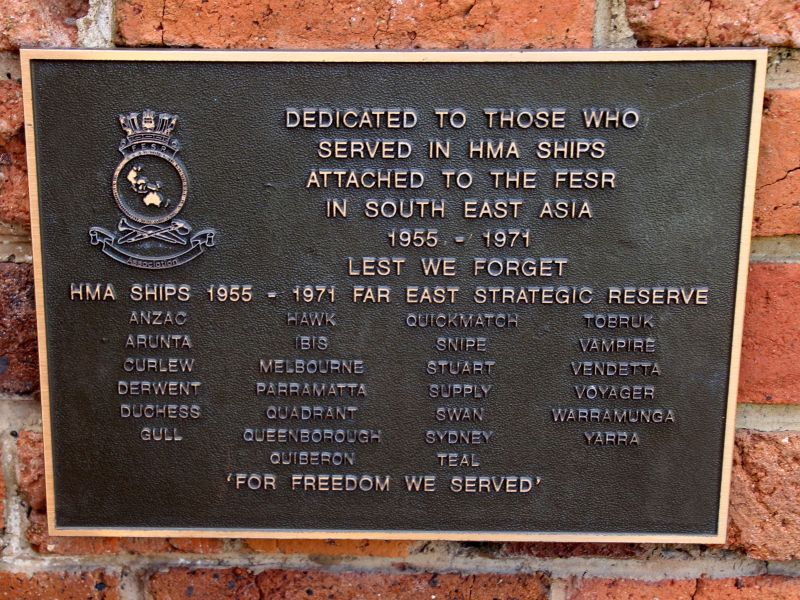 F.E.S.R.
Association
DEDICATED TO THOSE WHO
SERVED IN HMA SHIPS
ATTACHED TO THE FESR
IN SOUTH EAST ASIA
1955 - 1971
LEST WE FORGET
HMA SHIPS 1955 - 1971 FAR EAST STRATEGIC RESERVE
ANZAC HAWK QUICKMATCH TOBRUK
ARUNTA IBIS SNIPE VAMPIRE
CURLEW MELBOURNE STUART VENDETTA
DERWENT PARRAMATTA SUPPLY VOYAGER
DUCHESS QUADRANT SWAN WARRAMUNGA
GULL QUEENBOROUGH SYDNEY YARRA
QUIBERON TEAL
'FOR FREEDOM WE SERVED'